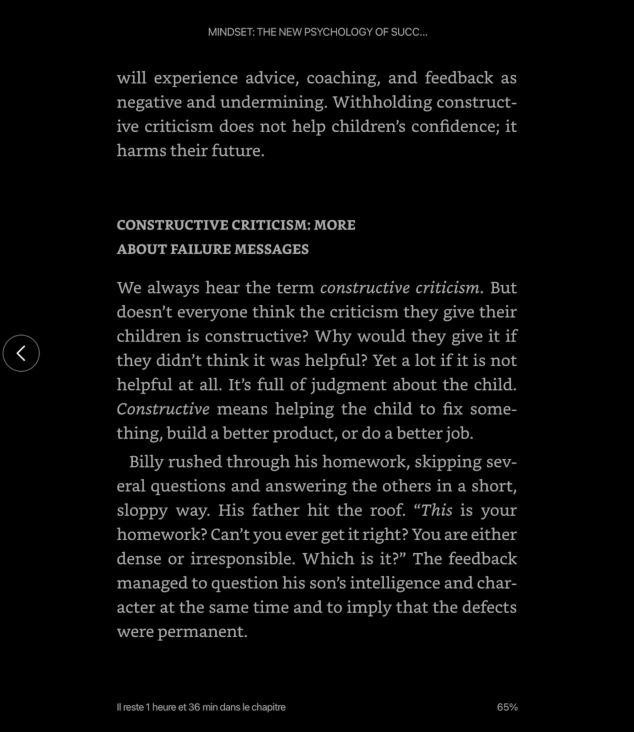 MINDSET: THE NEW PSYCHOLOGY OF SUCC...
will experience advice, coaching, and feedback as
negative and undermining. Withholding construct-
ive criticism does not help children’s confidence; it
harms their future.
CONSTRUCTIVE CRITICISM: MORE
ABOUT FAILURE MESSAGES
We always hear the term constructive criticism. But
doesn’t everyone think the criticism they give their
children is constructive? Why would they give it if
they didn’t think it was helpful? Yet a lot if it is not
helpful at all. It’s full of judgment about the child.
Constructive means helping the child to fix some-
thing, build a better product, or do a better job.
Billy rushed through his homework, skipping sev-
eral questions and answering the others in a short,
sloppy way. His father hit the roof. “This is your
homework? Can’t you ever get it right? You are either
dense or irresponsible. Which is it?” The feedback
managed to question his son’s intelligence and char-
acter at the same time and to imply that the defects
were permanent.
Il reste 1 heure et 36 min dans le chapitre
65%